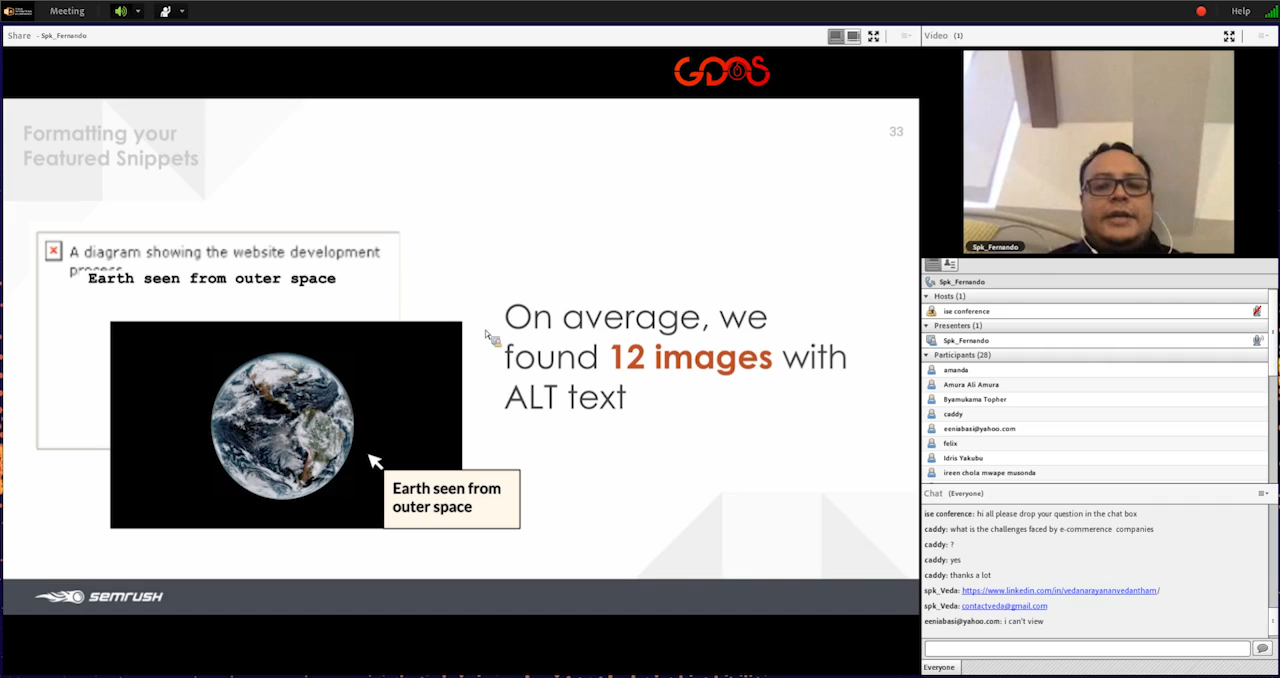 Meeting
Help
Share - Spk_Fernando
Video (1)
GDOS
Formatting your
Featured Snippets
33
A diagram showing the website development
Earth seen from outer space
On average, we
found 12 images with
ALT text
Earth seen from
outer space
SEMRUSH
Spk_Fernando
Spk_Fernando
Hosts (1)
ise conference
Presenters (1)
Spk_Fernando
Participants (28)
amanda
Amura Ali Amura
Byamukama Topher
caddy
eeniabasi@yahoo.com
felix
Idris Yakubu
ireen chola mwape musonda
Chat (Everyone)
ise conference: hi all please drop your question in the chat box
caddy: what is the challenges faced by e-commerence companies
caddy: ?
caddy: yes
caddy: thanks a lot
spk_Veda: https://www.linkedin.com/in/vedanarayananvedantham/
spk_Veda: contactveda@gmail.com
eeniabasi@yahoo.com: i can't view
Everyone